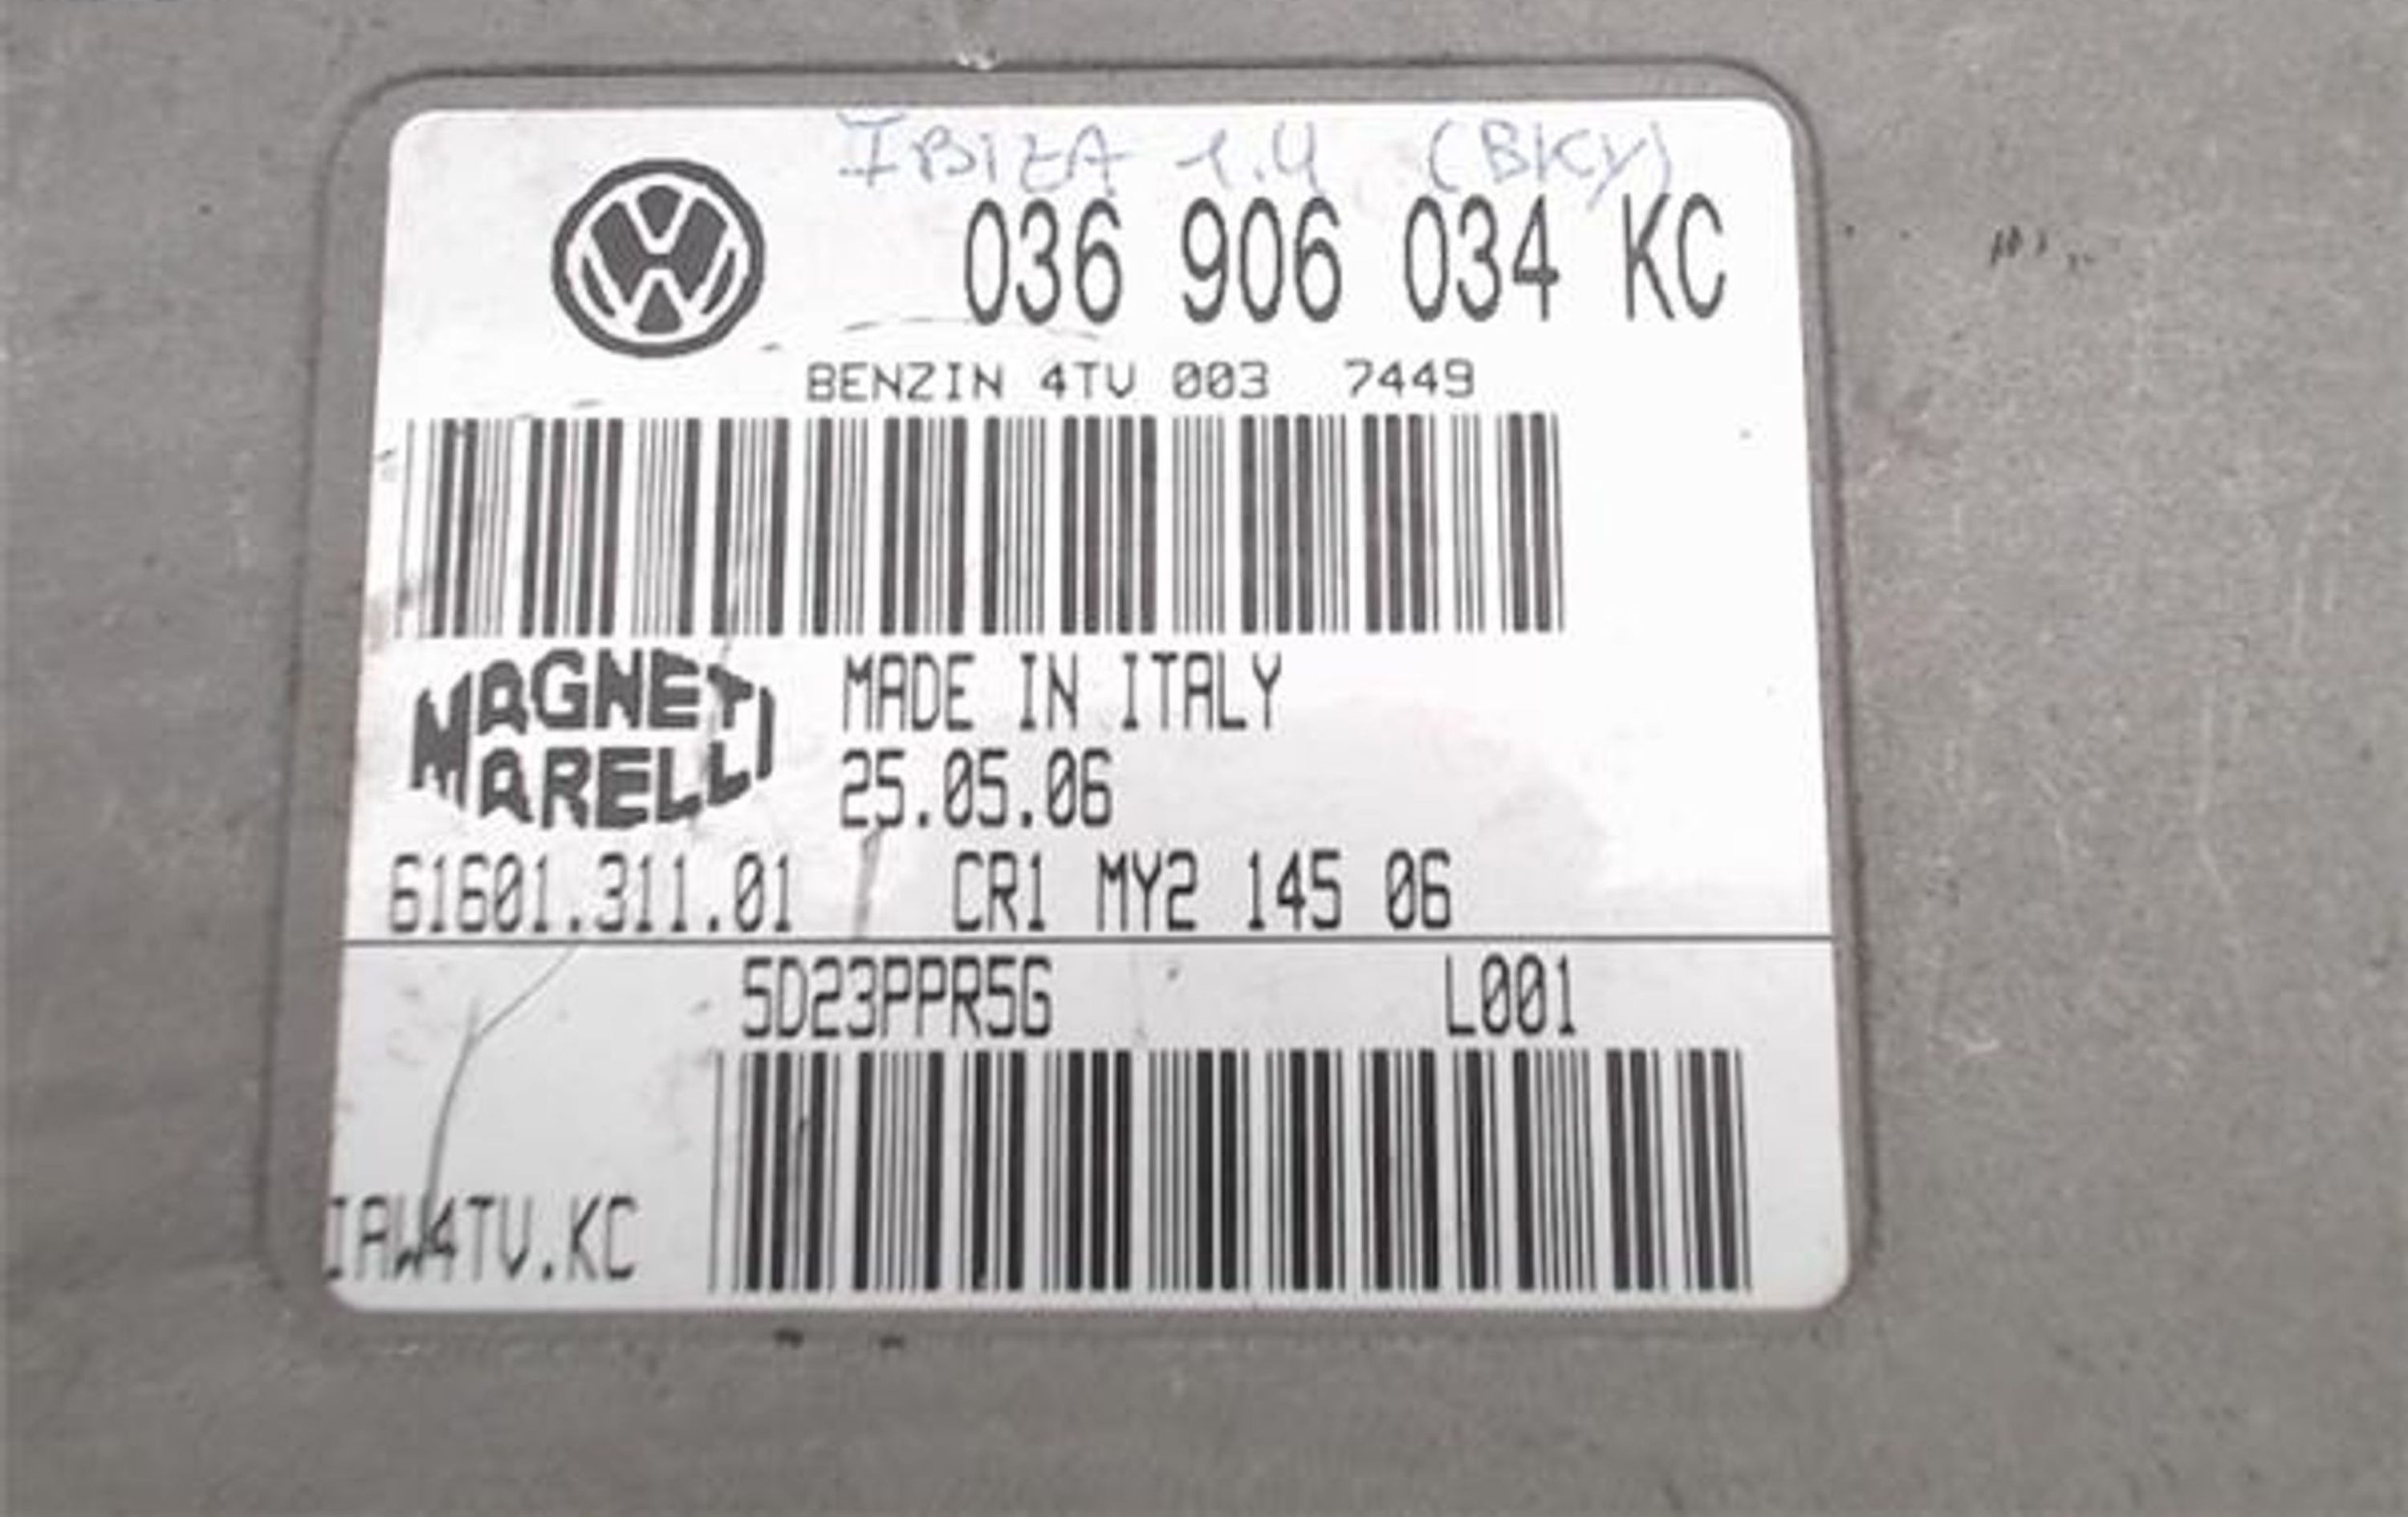 IBIZA 1.4 (BKY)
036 906 034 KC
BENZIN 4TV 003 7449
MAGNETI MARELLI
MADE IN ITALY
25.05.06
61601.311.01 CR1 MY2 145 06
5D23PPR5G L001
IAW4TV.KC